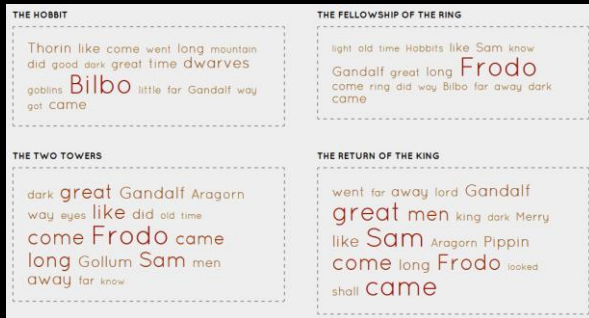 THE HOBBIT
Thorin like come went long mountain
did good dark great time dwarves
goblins Bilbo little far Gandalf way
got came
THE FELLOWSHIP OF THE RING
light old time Hobbits like Sam know
Gandalf great long Frodo
come ring did way Bilbo far away dark
came
THE TWO TOWERS
dark great Gandalf Aragorn
way eyes like did old time
come Frodo came
long Gollum Sam men
away far know
THE RETURN OF THE KING
went far away lord Gandalf
great men king dark Merry
like Sam Aragorn Pippin
come long Frodo looked
shall came